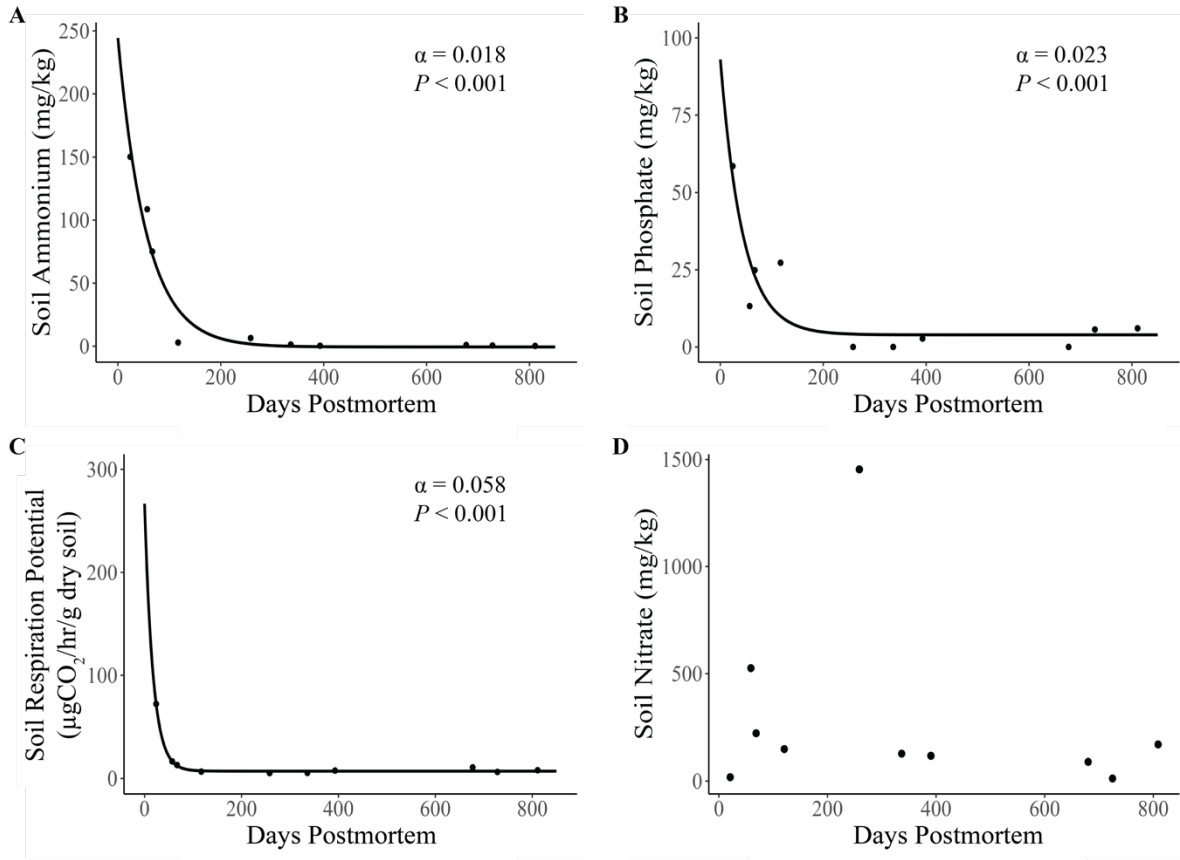 A
Soil Ammonium (mg/kg)
250
200
150
100
50
0
α = 0.018
P < 0.001
0 200 400 600 800
Days Postmortem
B
Soil Phosphate (mg/kg)
100
75
50
25
0
α = 0.023
P < 0.001
0 200 400 600 800
Days Postmortem
C
Soil Respiration Potential
(µgCO₂/hr/g dry soil)
300
200
100
0
α = 0.058
P < 0.001
0 200 400 600 800
Days Postmortem
D
Soil Nitrate (mg/kg)
1500
1000
500
0
0 200 400 600 800
Days Postmortem